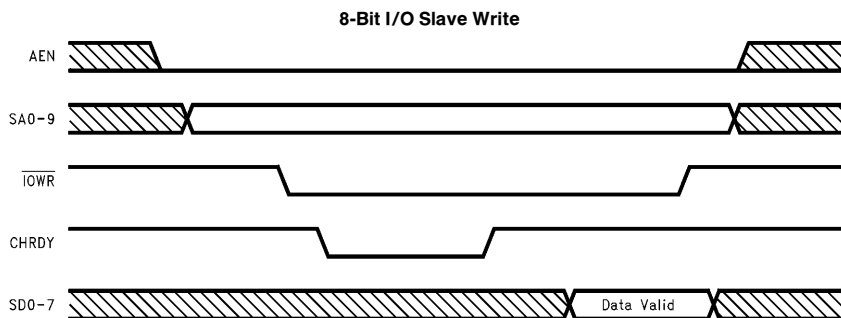 8-Bit I/O Slave Write
AEN
SA0-9
IOWR
CHRDY
SD0-7
Data Valid